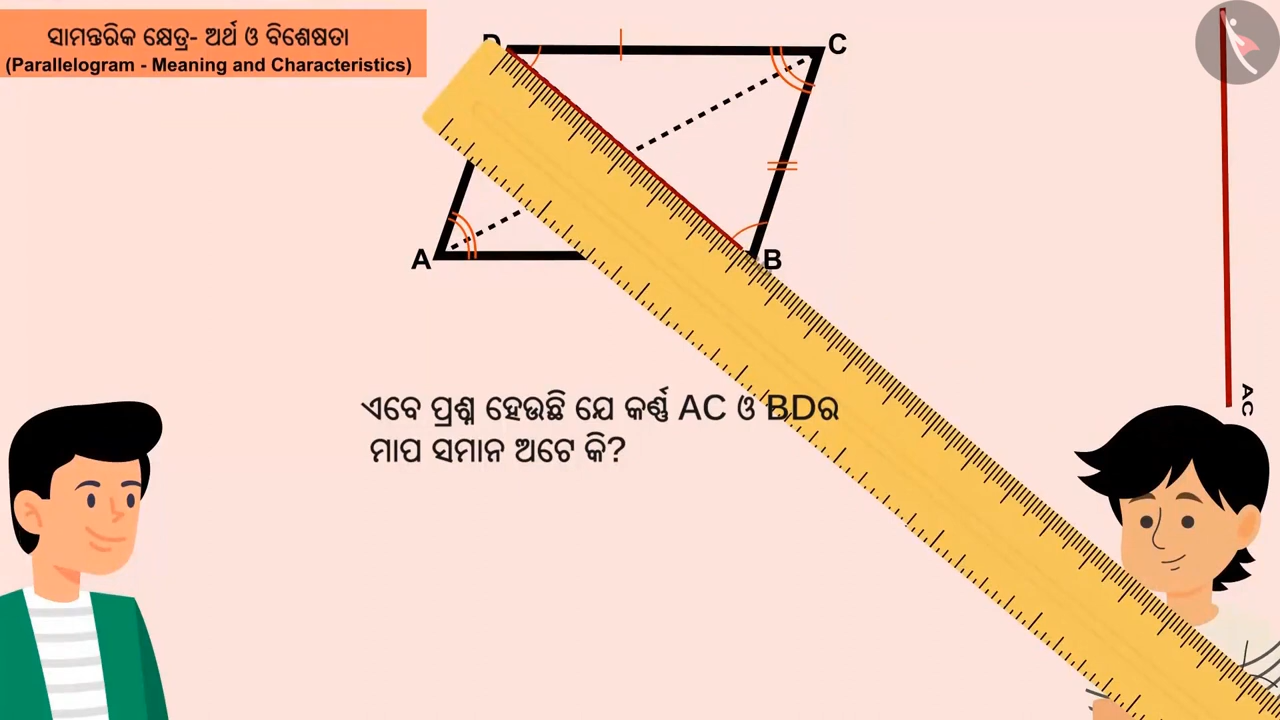 ସାମନ୍ତରିକ କ୍ଷେତ୍ର- ଅର୍ଥ ଓ ବିଶେଷତା
(Parallelogram - Meaning and Characteristics)
D
C
A
B
AC
ଏବେ ପ୍ରଶ୍ନ ହେଉଛି ଯେ କର୍ଣ୍ଣ AC ଓ BDର
ମାପ ସମାନ ଅଟେ କି?